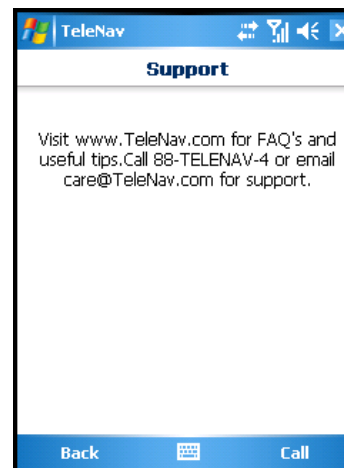 TeleNav
Support
Visit www.TeleNav.com for FAQ's and
useful tips.Call 88-TELENAV-4 or email
care@TeleNav.com for support.
Back Call